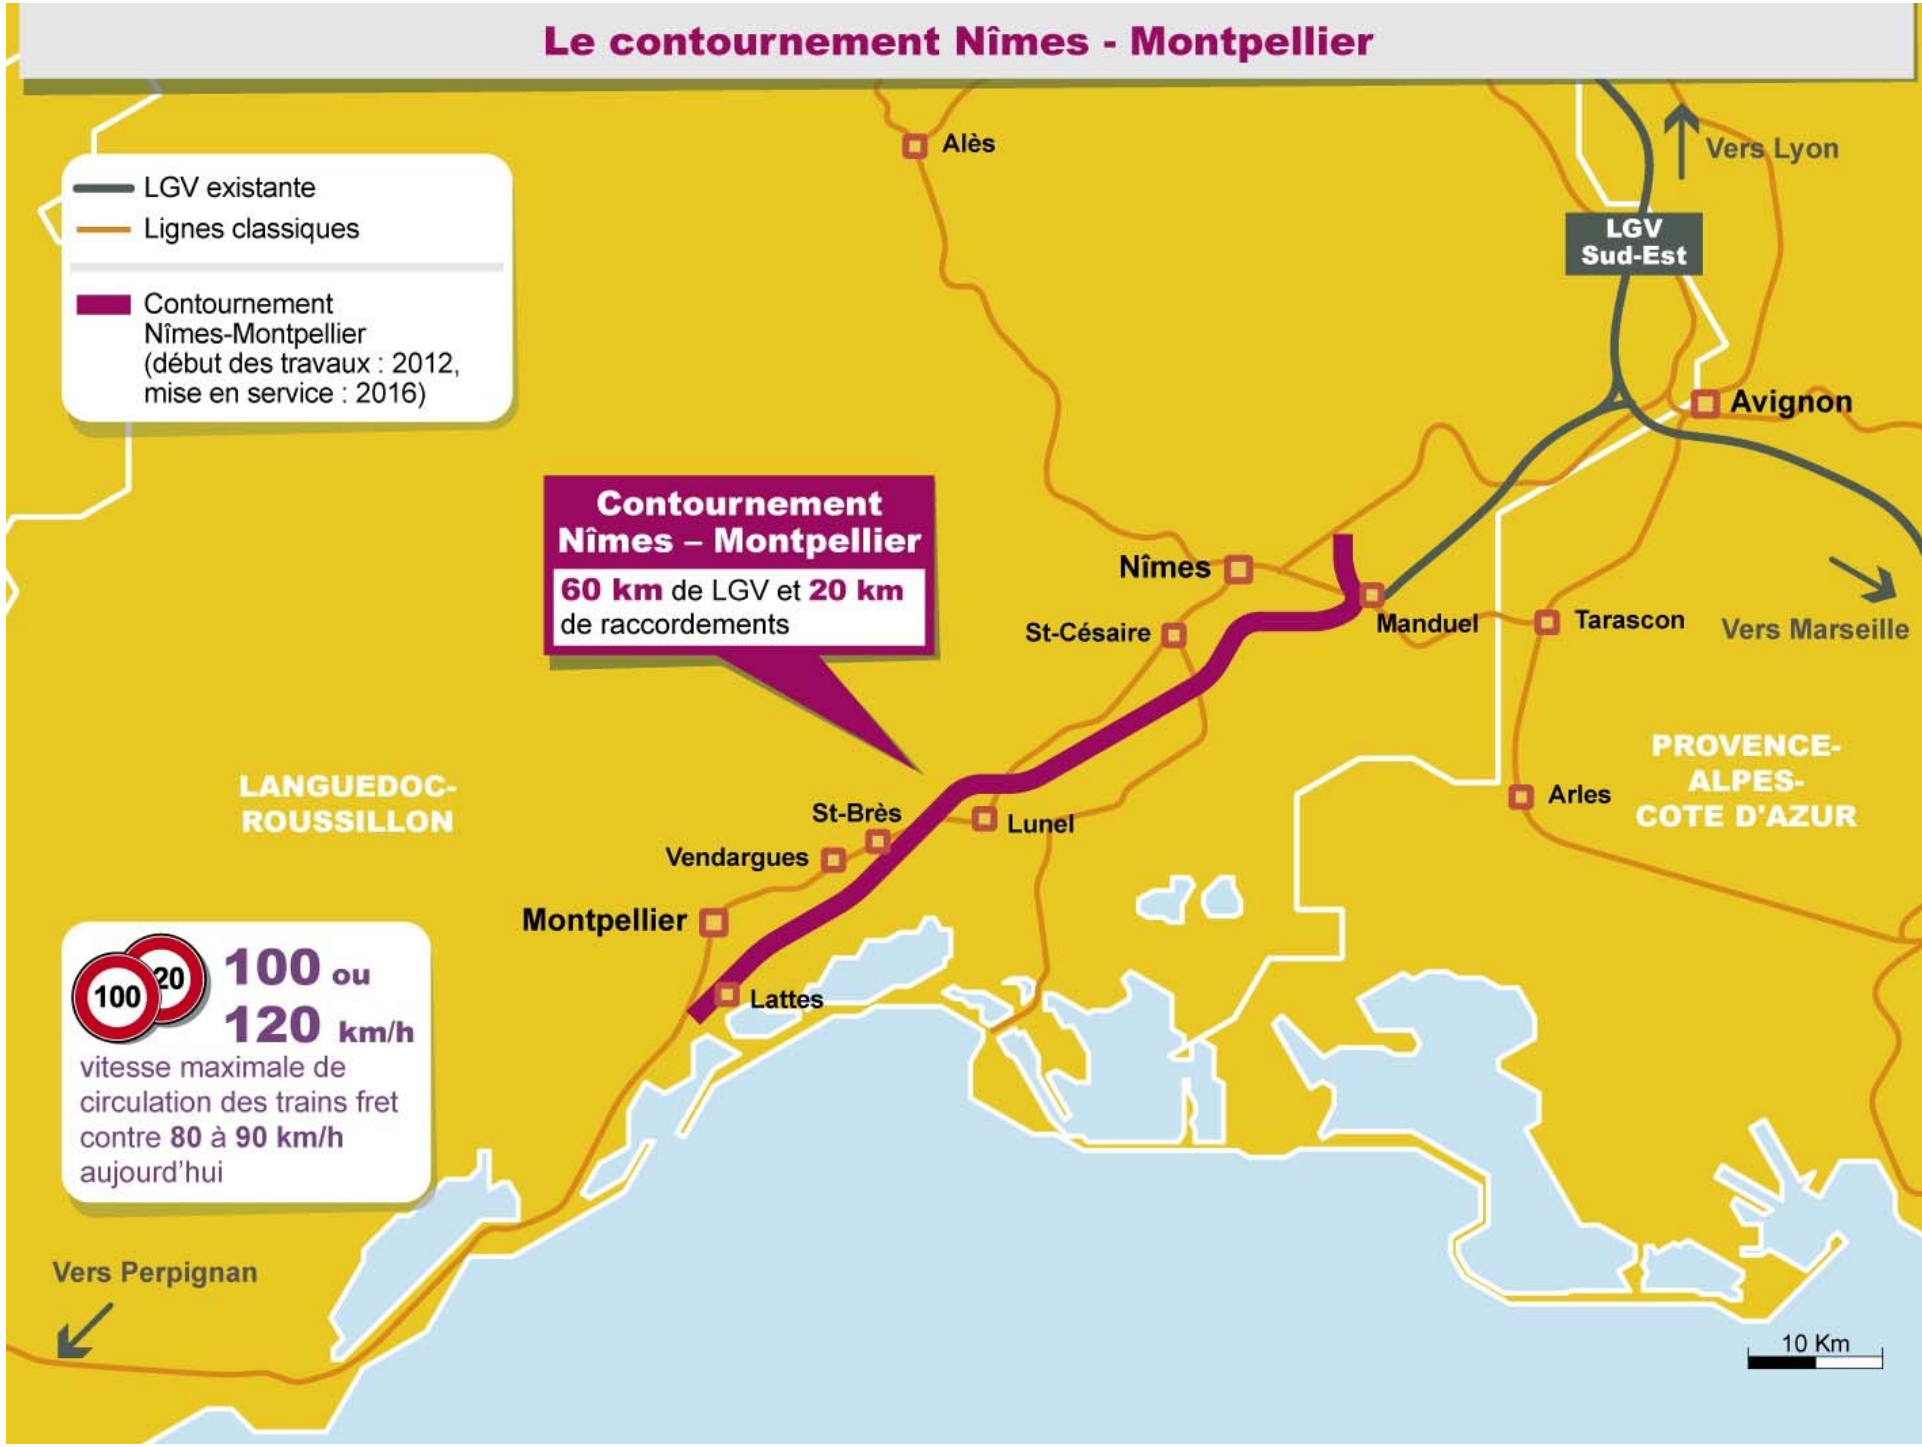 Le contournement Nîmes - Montpellier
Alès
Vers Lyon
LGV existante
Lignes classiques
LGV
Sud-Est
Contournement
Nîmes-Montpellier
(début des travaux : 2012,
mise en service : 2016)
Avignon
Contournement
Nîmes – Montpellier
60 km de LGV et 20 km
de raccordements
Nîmes
St-Césaire
Manduel
Tarascon
Vers Marseille
LANGUEDOC-
ROUSSILLON
PROVENCE-
ALPES-
COTE D'AZUR
Arles
St-Brès
Lunel
Vendargues
Montpellier
Lattes
100
20
100 ou
120 km/h
vitesse maximale de
circulation des trains fret
contre 80 à 90 km/h
aujourd'hui
Vers Perpignan
10 Km